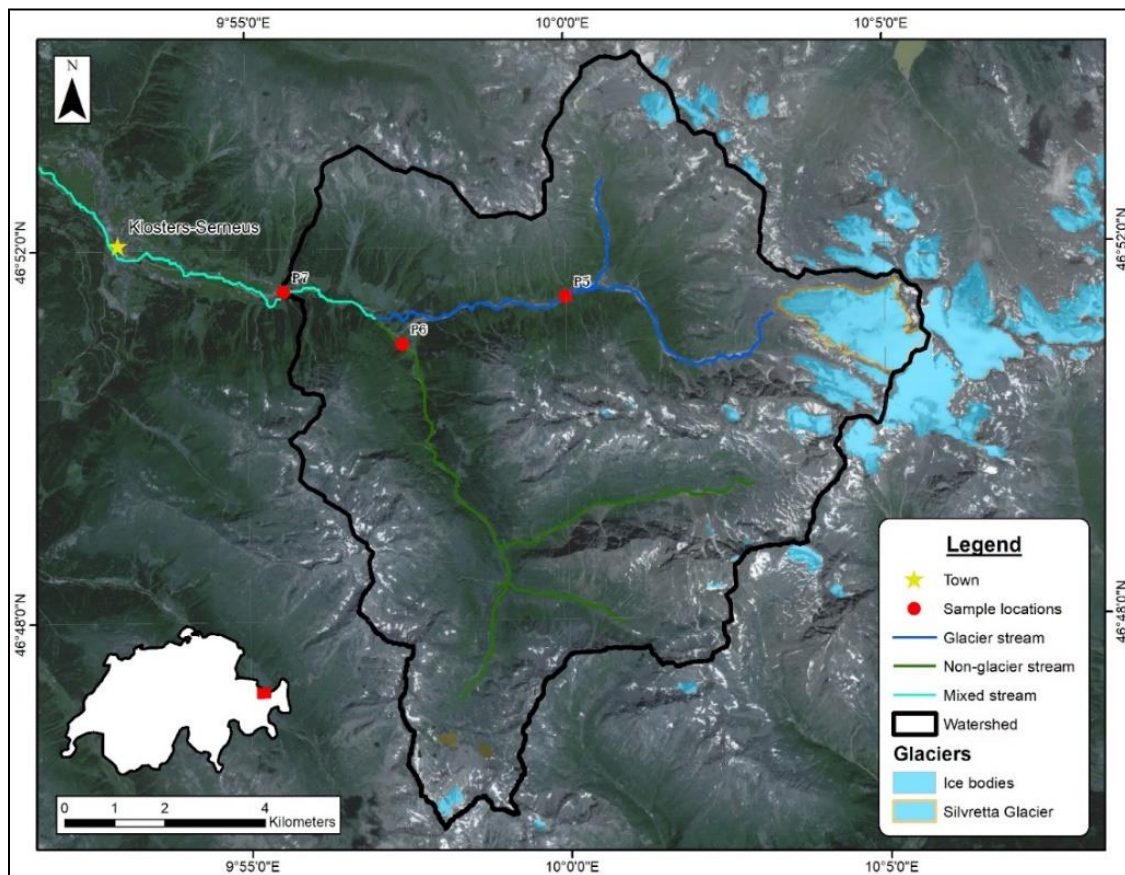 9°55'0"E
10°0'0"E
10°5'0"E
N
46°52'0"N
46°52'0"N
Klosters-Serneus
P7
P5
P6
46°48'0"N
46°48'0"N
Legend
Town
Sample locations
Glacier stream
Non-glacier stream
Mixed stream
Watershed
Glaciers
Ice bodies
Silvretta Glacier
0 1 2 4
Kilometers
9°55'0"E
10°0'0"E
10°5'0"E